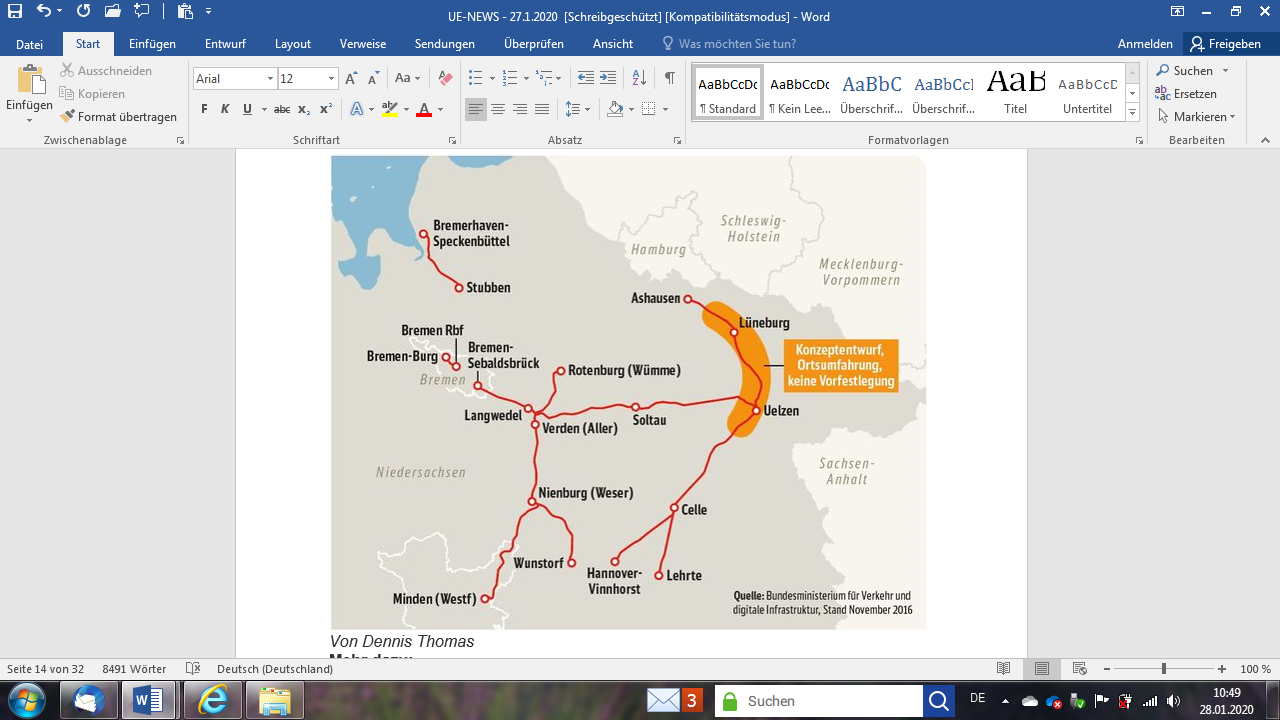 UE-NEWS - 27.1.2020 [Schreibgeschützt] [Kompatibilitätsmodus] - Word
Datei Start Einfügen Entwurf Layout Verweise Sendungen Überprüfen Ansicht Was möchten Sie tun? Anmelden Freigeben
Einfügen
Ausschneiden
Kopieren
Format übertragen
Zwischenablage
Arial 12
F K U abc x₂ x²
Schriftart
Absatz
AaBbCcDc AaBbCcDc AaBbC AaBbCcI AaB AaBbCcD
¶ Standard ¶ Kein Lee... Überschrif... Überschrif... Titel Untertitel
Formatvorlagen
Suchen
Ersetzen
Markieren
Bearbeiten
Bremerhaven-
Speckenbüttel
Stubben
Hamburg
Schleswig-
Holstein
Mecklenburg-
Vorpommern
Ashausen
Lüneburg
Bremen Rbf
Bremen-Burg
Bremen-
Sebaldsbrück
Bremen
Rotenburg (Wümme)
Konzeptentwurf,
Ortsumfahrung,
keine Vorfestlegung
Langwedel
Verden (Aller)
Soltau
Uelzen
Niedersachsen
Sachsen-
Anhalt
Nienburg (Weser)
Celle
Wunstorf
Hannover-
Vinnhorst
Lehrte
Minden (Westf)
Quelle: Bundesministerium für Verkehr und
digitale Infrastruktur, Stand November 2016
Von Dennis Thomas
Seite 14 von 32 8491 Wörter Deutsch (Deutschland) 100 %
3 Suchen DE 10:49
28.01.2020